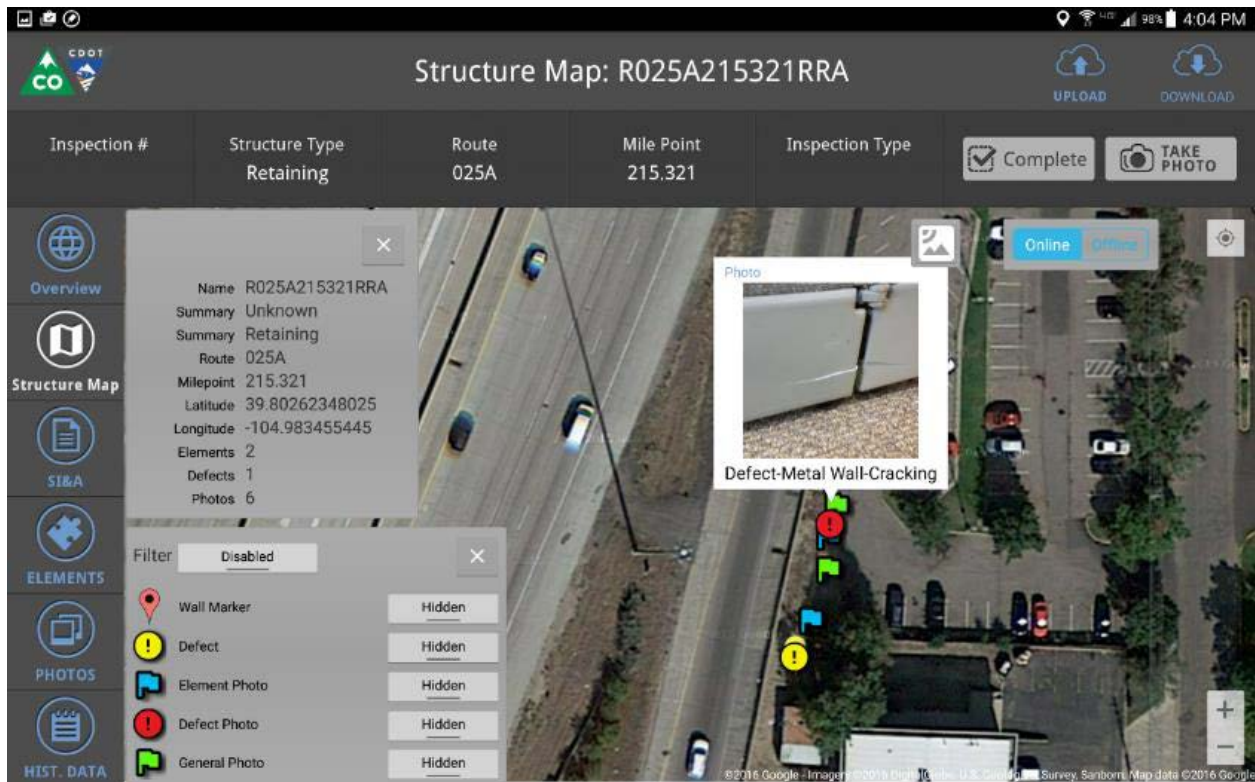 4G 98% 4:04 PM
CO
CDOT
Structure Map: R025A215321RRA
UPLOAD
DOWNLOAD
Inspection #
Structure Type
Retaining
Route
025A
Mile Point
215.321
Inspection Type
Complete
TAKE
PHOTO
Overview
Structure Map
SI&A
ELEMENTS
PHOTOS
HIST. DATA
Name R025A215321RRA
Summary Unknown
Summary Retaining
Route 025A
Milepoint 215.321
Latitude 39.80262348025
Longitude -104.983455445
Elements 2
Defects 1
Photos 6
Filter Disabled
Wall Marker Hidden
Defect Hidden
Element Photo Hidden
Defect Photo Hidden
General Photo Hidden
Photo
Defect-Metal Wall-Cracking
Online Offline
©2016 Google - Imagery ©2016 DigitalGlobe, U.S. Geological Survey, Sanborn, Map data ©2016 Google